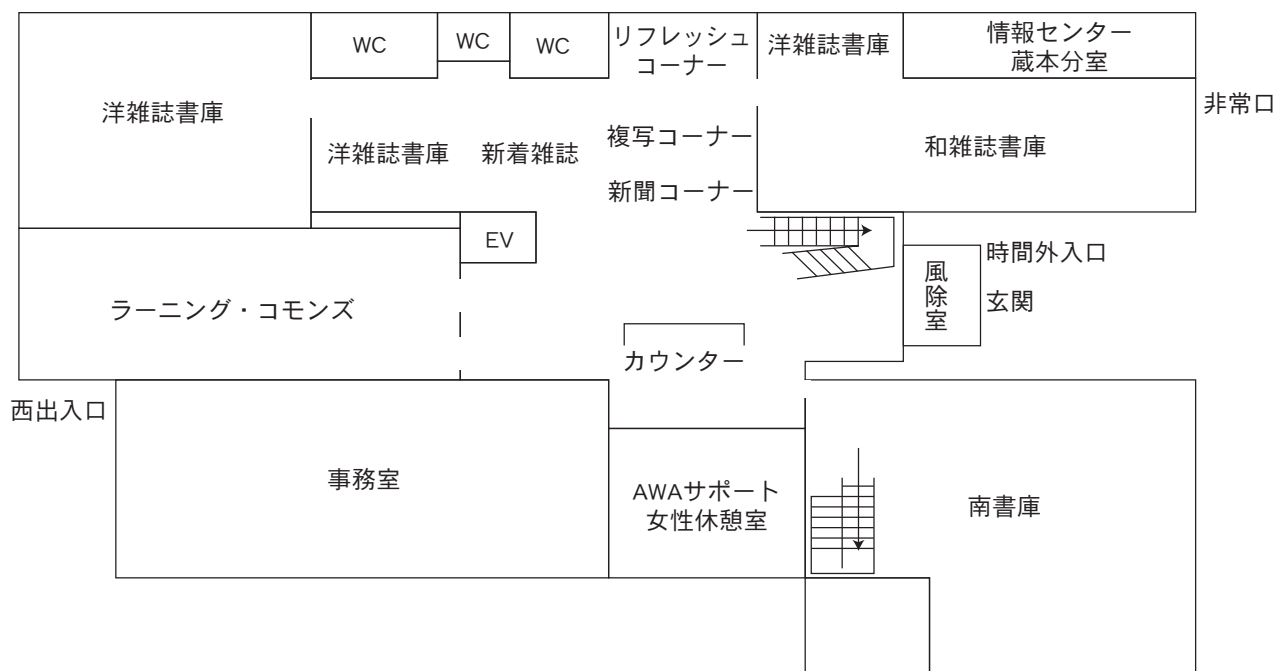 WC
WC
WC
リフレッシュ
コーナー
洋雑誌書庫
情報センター
蔵本分室
洋雑誌書庫
非常口
洋雑誌書庫
新着雑誌
複写コーナー
和雑誌書庫
新聞コーナー
EV
時間外入口
風除室
玄関
ラーニング・コモンズ
カウンター
西出入口
事務室
AWAサポート
女性休憩室
南書庫